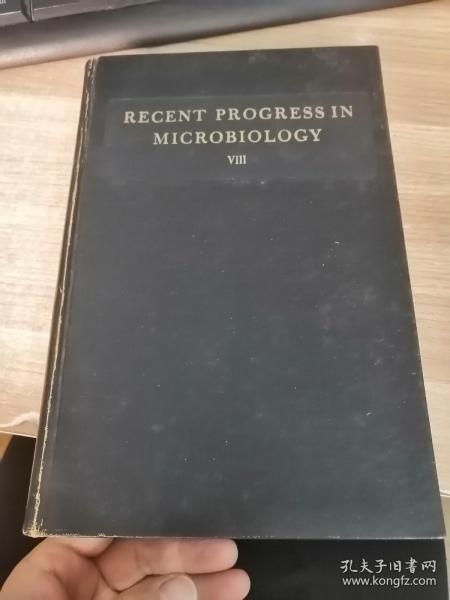 RECENT PROGRESS IN
MICROBIOLOGY
VIII
孔夫子旧书网
www.kongfz.com